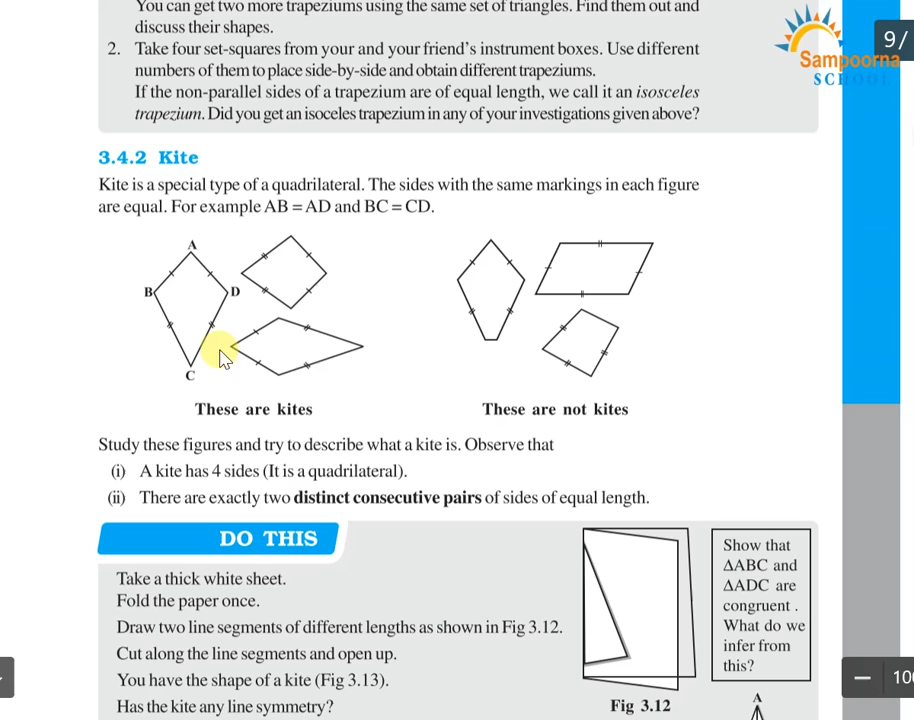 You can get two more trapeziums using the same set of triangles. Find them out and
discuss their shapes.
2. Take four set-squares from your and your friend's instrument boxes. Use different
numbers of them to place side-by-side and obtain different trapeziums.
If the non-parallel sides of a trapezium are of equal length, we call it an isosceles
trapezium. Did you get an isoceles trapezium in any of your investigations given above?
9/
Sampoorna
SCHOOL
3.4.2 Kite
Kite is a special type of a quadrilateral. The sides with the same markings in each figure
are equal. For example AB = AD and BC = CD.
A
B
D
C
These are kites
These are not kites
Study these figures and try to describe what a kite is. Observe that
(i) A kite has 4 sides (It is a quadrilateral).
(ii) There are exactly two distinct consecutive pairs of sides of equal length.
DO THIS
Take a thick white sheet.
Fold the paper once.
Draw two line segments of different lengths as shown in Fig 3.12.
Cut along the line segments and open up.
You have the shape of a kite (Fig 3.13).
Has the kite any line symmetry?
Fig 3.12
Show that
ΔABC and
ΔADC are
congruent .
What do we
infer from
this?
A
10